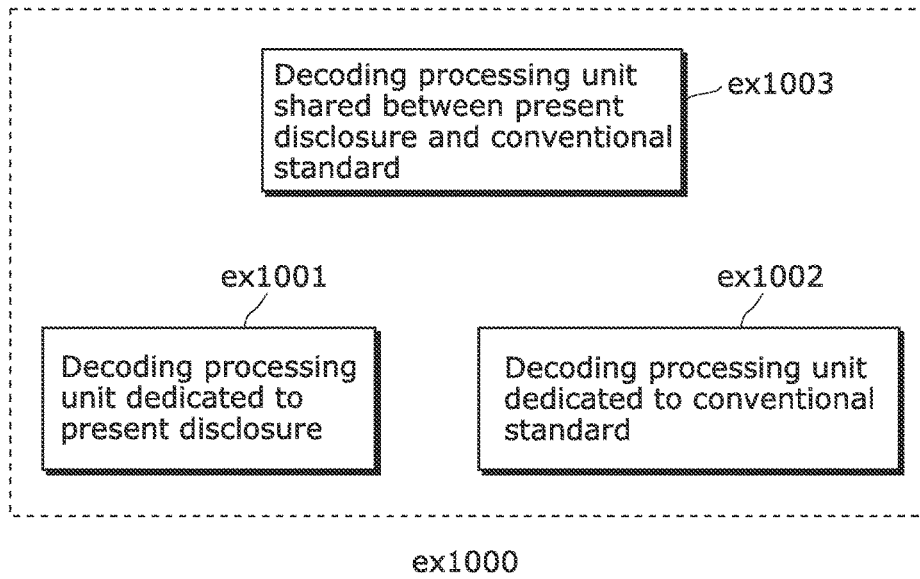 Decoding processing unit
shared between present
disclosure and conventional
standard
ex1003
ex1001
ex1002
Decoding processing
unit dedicated to
present disclosure
Decoding processing unit
dedicated to conventional
standard
ex1000